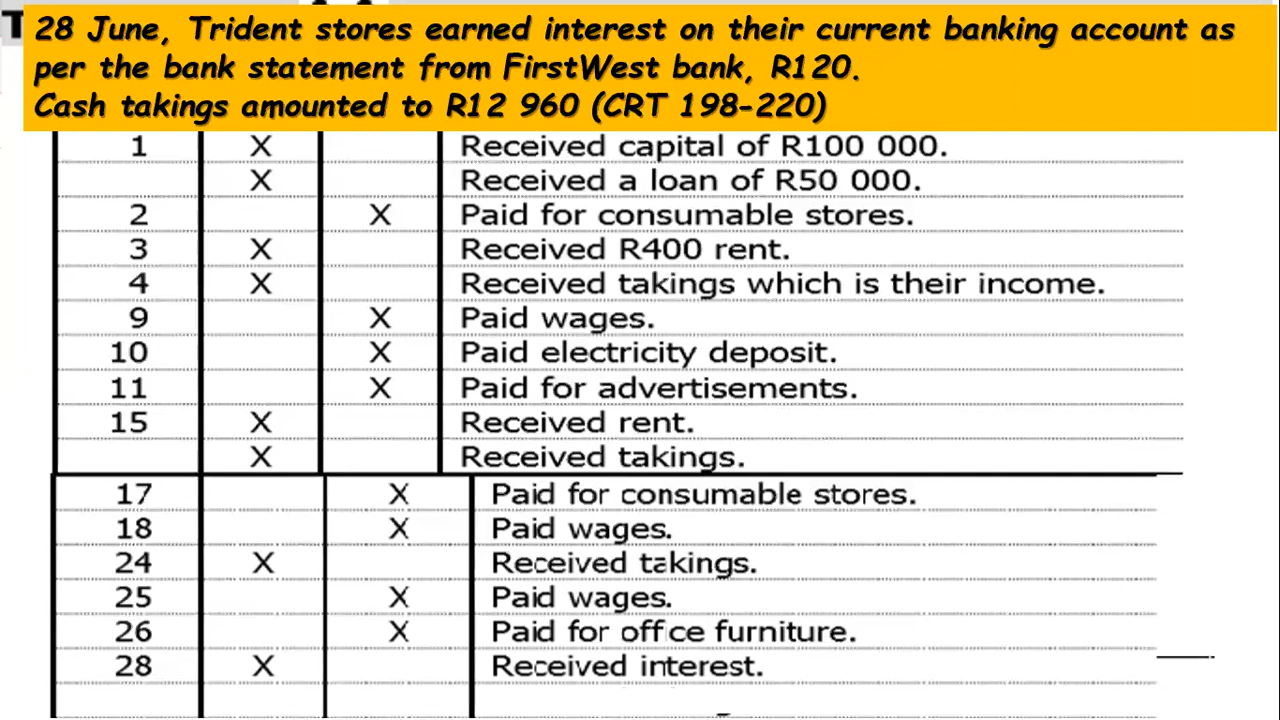 T
28 June, Trident stores earned interest on their current banking account as
per the bank statement from FirstWest bank, R120.
Cash takings amounted to R12 960 (CRT 198-220)
1 X Received capital of R100 000.
X Received a loan of R50 000.
2 X Paid for consumable stores.
3 X Received R400 rent.
4 X Received takings which is their income.
9 X Paid wages.
10 X Paid electricity deposit.
11 X Paid for advertisements.
15 X Received rent.
X Received takings.
17 X Paid for consumable stores.
18 X Paid wages.
24 X Received takings.
25 X Paid wages.
26 X Paid for office furniture.
28 X Received interest.